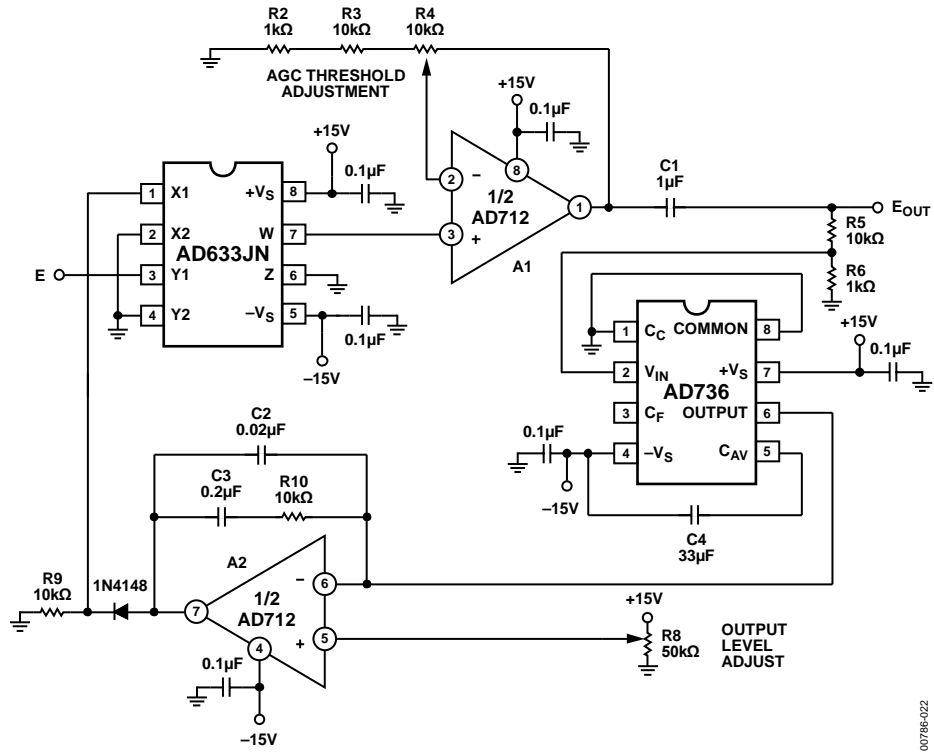 R2
1kΩ
R3
10kΩ
R4
10kΩ
AGC THRESHOLD
ADJUSTMENT
+15V
0.1µF
+15V
0.1µF
8
2
–
1/2
AD712
3
+
1
A1
C1
1µF
EOUT
R5
10kΩ
R6
1kΩ
1 X1
+VS 8
2 X2
W 7
AD633JN
E
3 Y1
Z 6
4 Y2
–VS 5
0.1µF
–15V
1 CC
COMMON 8
+15V
0.1µF
2 VIN
+VS 7
AD736
3 CF
OUTPUT 6
0.1µF
4 –VS
CAV 5
–15V
C4
33µF
C2
0.02µF
C3
0.2µF
R10
10kΩ
A2
R9
10kΩ
1N4148
7
1/2
AD712
–
6
+
5
4
0.1µF
–15V
+15V
R8
50kΩ
OUTPUT
LEVEL
ADJUST
00786-022